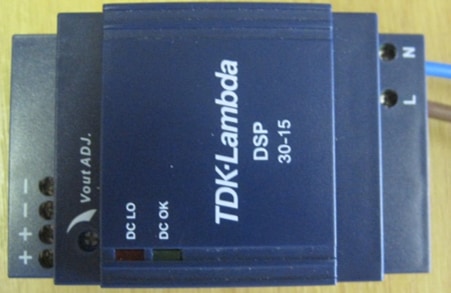 N L
TDK-Lambda
DSP
30-15
DC LO
DC OK
Vout ADJ.
+ + - -